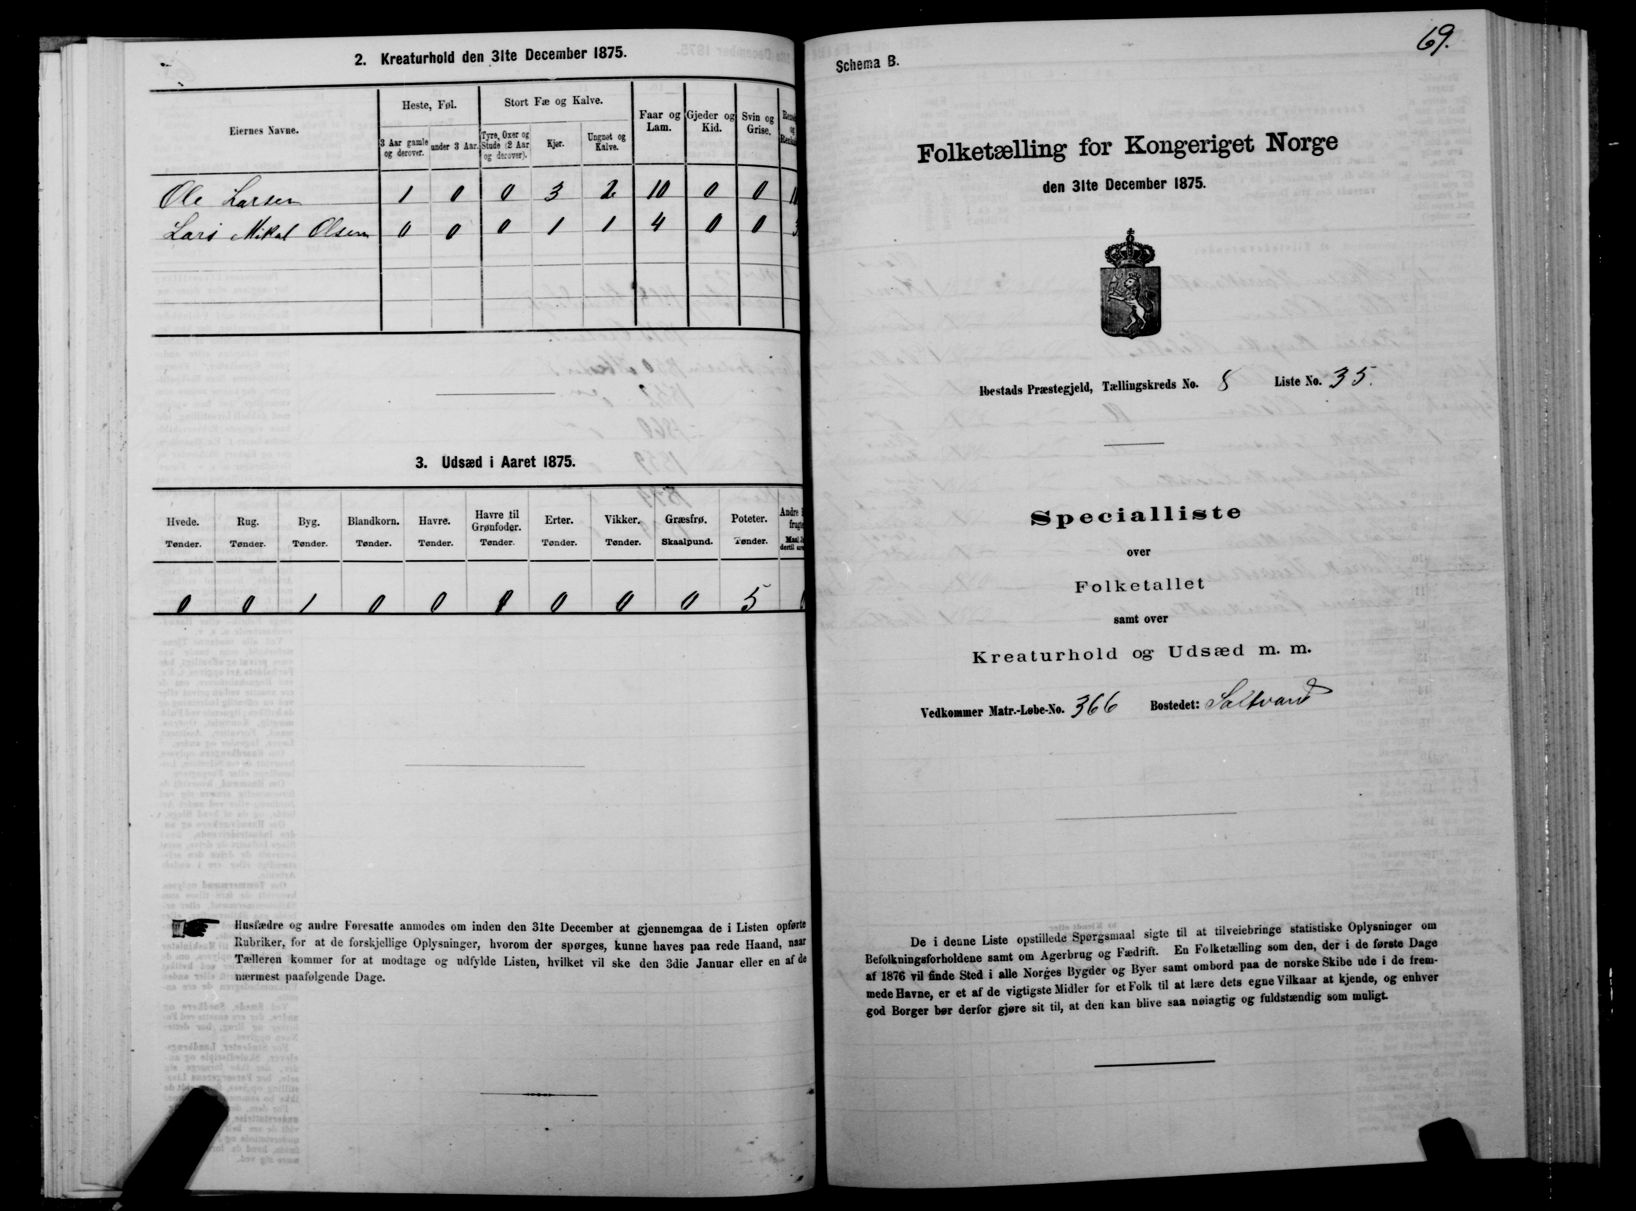 2. Kreaturhold den 31te December 1875.
Eiernes Navne. Heste, Føl. Stort Fæ og Kalve. Faar og Lam. Gjeder og Kid. Svin og Grise.
3 Aar gamle og derover. under 3 Aar. Tyre, Oxer og Stude (2 Aar og derover). Kjør. Ungnøt og Kalve.
Ole Larsen 1 0 0 3 2 10 0 0
Lars Mikal Olsen 0 0 0 1 1 4 0 0 3
3. Udsæd i Aaret 1875.
Hvede. Rug. Byg. Blandkorn. Havre. Havre til Grønfoder. Erter. Vikker. Græsfrø. Poteter. Andre
Tønder. Tønder. Tønder. Tønder. Tønder. Tønder. Tønder. Tønder. Skaalpund. Tønder.
0 0 1 0 0 0 0 0 0 5
Husfædre og andre Foresatte anmodes om inden den 31te December at gjennemgaa de i Listen opførte
Rubriker, for at de forskjellige Oplysninger, hvorom der spørges, kunne haves paa rede Haand, naar
Tælleren kommer for at modtage og udfylde Listen, hvilket vil ske den 3die Januar eller en af de
nærmest paafølgende Dage.
69.
Schema B.
Folketælling for Kongeriget Norge
den 31te December 1875.
Ibestads Præstegjeld, Tællingskreds No. 8 Liste No. 35.
Specialliste
over
Folketallet
samt over
Kreaturhold og Udsæd m. m.
Vedkommer Matr.-Løbe-No. 366 Bostedet: Saltvand
De i denne Liste opstillede Spørgsmaal sigte til at tilveiebringe statistiske Oplysninger om
Befolkningsforholdene samt om Agerbrug og Fædrift. En Folketælling som den, der i de første Dage
af 1876 vil finde Sted i alle Norges Bygder og Byer samt ombord paa de norske Skibe ude i de frem-
mede Havne, er et af de vigtigste Midler for et Folk til at lære dets egne Vilkaar at kjende, og enhver
god Borger bør derfor gjøre sit til, at den kan blive saa nøiagtig og fuldstændig som muligt.